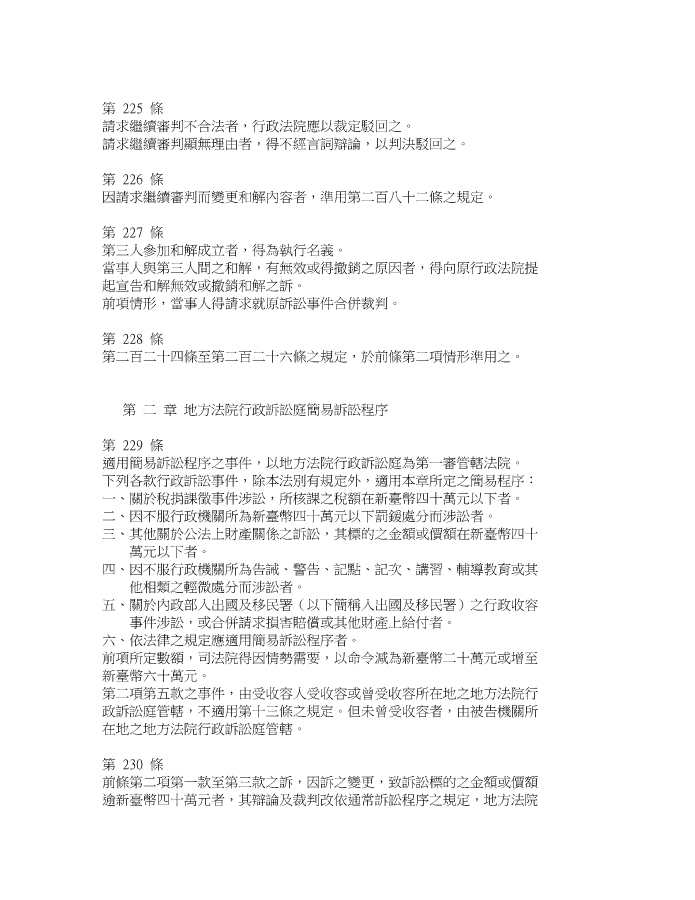 第 225 條
請求繼續審判不合法者，行政法院應以裁定駁回之。
請求繼續審判顯無理由者，得不經言詞辯論，以判決駁回之。
第 226 條
因請求繼續審判而變更和解內容者，準用第二百八十二條之規定。
第 227 條
第三人參加和解成立者，得為執行名義。
當事人與第三人間之和解，有無效或得撤銷之原因者，得向原行政法院提
起宣告和解無效或撤銷和解之訴。
前項情形，當事人得請求就原訴訟事件合併裁判。
第 228 條
第二百二十四條至第二百二十六條之規定，於前條第二項情形準用之。
第 二 章 地方法院行政訴訟庭簡易訴訟程序
第 229 條
適用簡易訴訟程序之事件，以地方法院行政訴訟庭為第一審管轄法院。
下列各款行政訴訟事件，除本法別有規定外，適用本章所定之簡易程序：
一、關於稅捐課徵事件涉訟，所核課之稅額在新臺幣四十萬元以下者。
二、因不服行政機關所為新臺幣四十萬元以下罰鍰處分而涉訟者。
三、其他關於公法上財產關係之訴訟，其標的之金額或價額在新臺幣四十
萬元以下者。
四、因不服行政機關所為告誡、警告、記點、記次、講習、輔導教育或其
他相類之輕微處分而涉訟者。
五、關於內政部入出國及移民署（以下簡稱入出國及移民署）之行政收容
事件涉訟，或合併請求損害賠償或其他財產上給付者。
六、依法律之規定應適用簡易訴訟程序者。
前項所定數額，司法院得因情勢需要，以命令減為新臺幣二十萬元或增至
新臺幣六十萬元。
第二項第五款之事件，由受收容人受收容或曾受收容所在地之地方法院行
政訴訟庭管轄，不適用第十三條之規定。但未曾受收容者，由被告機關所
在地之地方法院行政訴訟庭管轄。
第 230 條
前條第二項第一款至第三款之訴，因訴之變更，致訴訟標的之金額或價額
逾新臺幣四十萬元者，其辯論及裁判改依通常訴訟程序之規定，地方法院